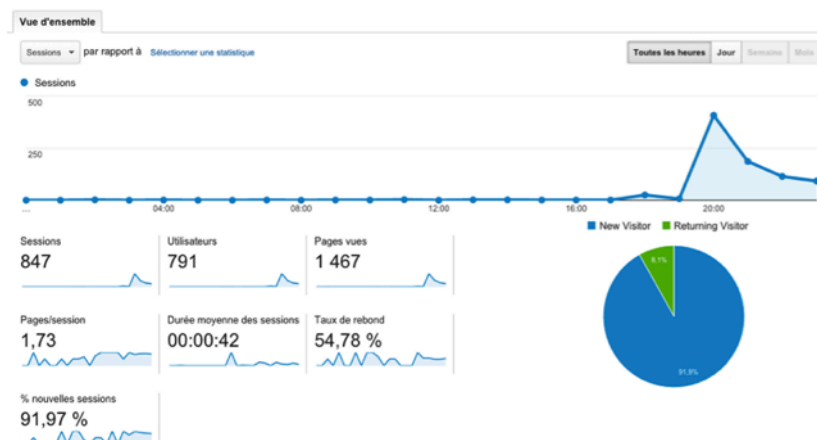 Vue d'ensemble
Sessions par rapport à Sélectionner une statistique
Toutes les heures Jour Semaine Mois
Sessions
500
250
... 04:00 08:00 12:00 16:00 20:00
New Visitor Returning Visitor
Sessions Utilisateurs Pages vues
847 791 1 467
8,1%
Pages/session Durée moyenne des sessions Taux de rebond
1,73 00:00:42 54,78 %
91,9%
% nouvelles sessions
91,97 %